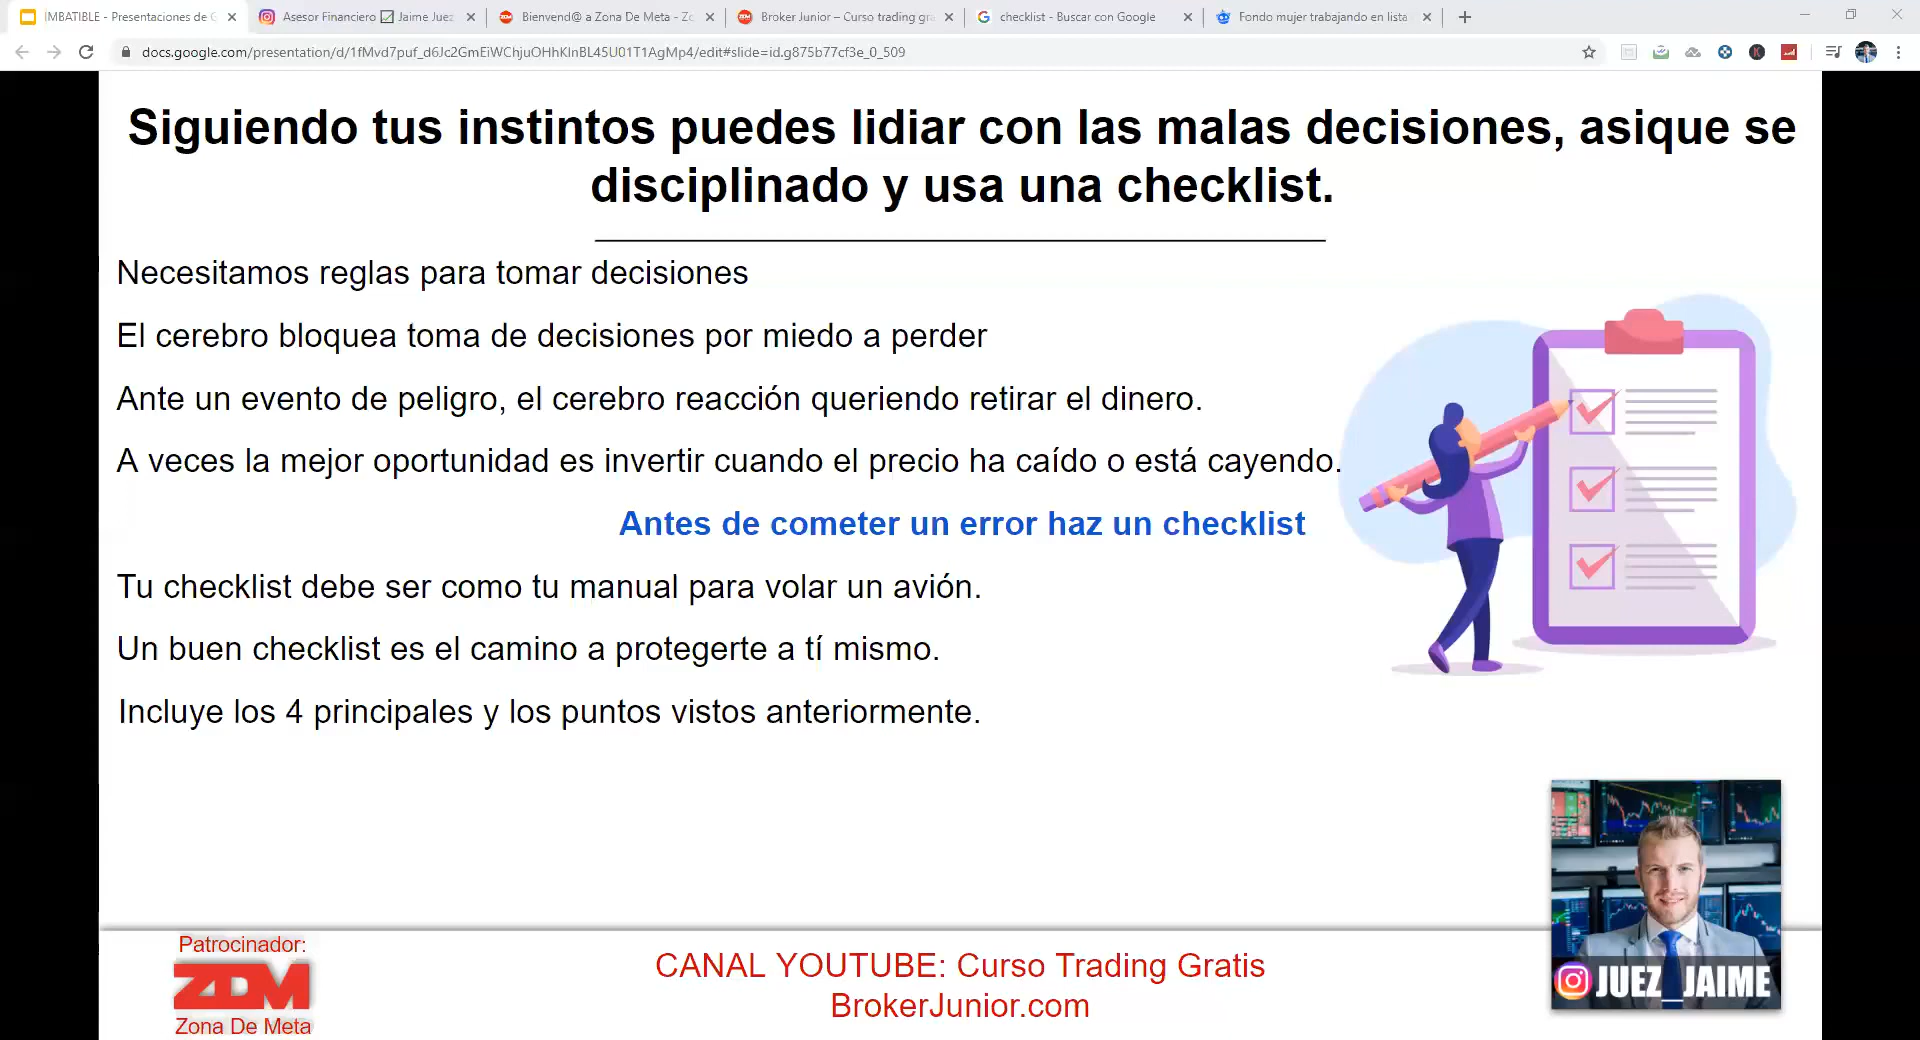 IMBATIBLE - Presentaciones de G
Asesor Financiero Jaime Juez
Bienvend@ a Zona De Meta - Zo
Broker Junior – Curso trading gra
checklist - Buscar con Google
Fondo mujer trabajando en lista
docs.google.com/presentation/d/1fMvd7puf_d6Jc2GmEiWChjuOHhKlnBL45U01T1AgMp4/edit#slide=id.g875b77cf3e_0_509
Siguiendo tus instintos puedes lidiar con las malas decisiones, asique se
disciplinado y usa una checklist.
Necesitamos reglas para tomar decisiones
El cerebro bloquea toma de decisiones por miedo a perder
Ante un evento de peligro, el cerebro reacción queriendo retirar el dinero.
A veces la mejor oportunidad es invertir cuando el precio ha caído o está cayendo.
Antes de cometer un error haz un checklist
Tu checklist debe ser como tu manual para volar un avión.
Un buen checklist es el camino a protegerte a tí mismo.
Incluye los 4 principales y los puntos vistos anteriormente.
Patrocinador:
ZDM
Zona De Meta
CANAL YOUTUBE: Curso Trading Gratis
BrokerJunior.com
JUEZ_JAIME